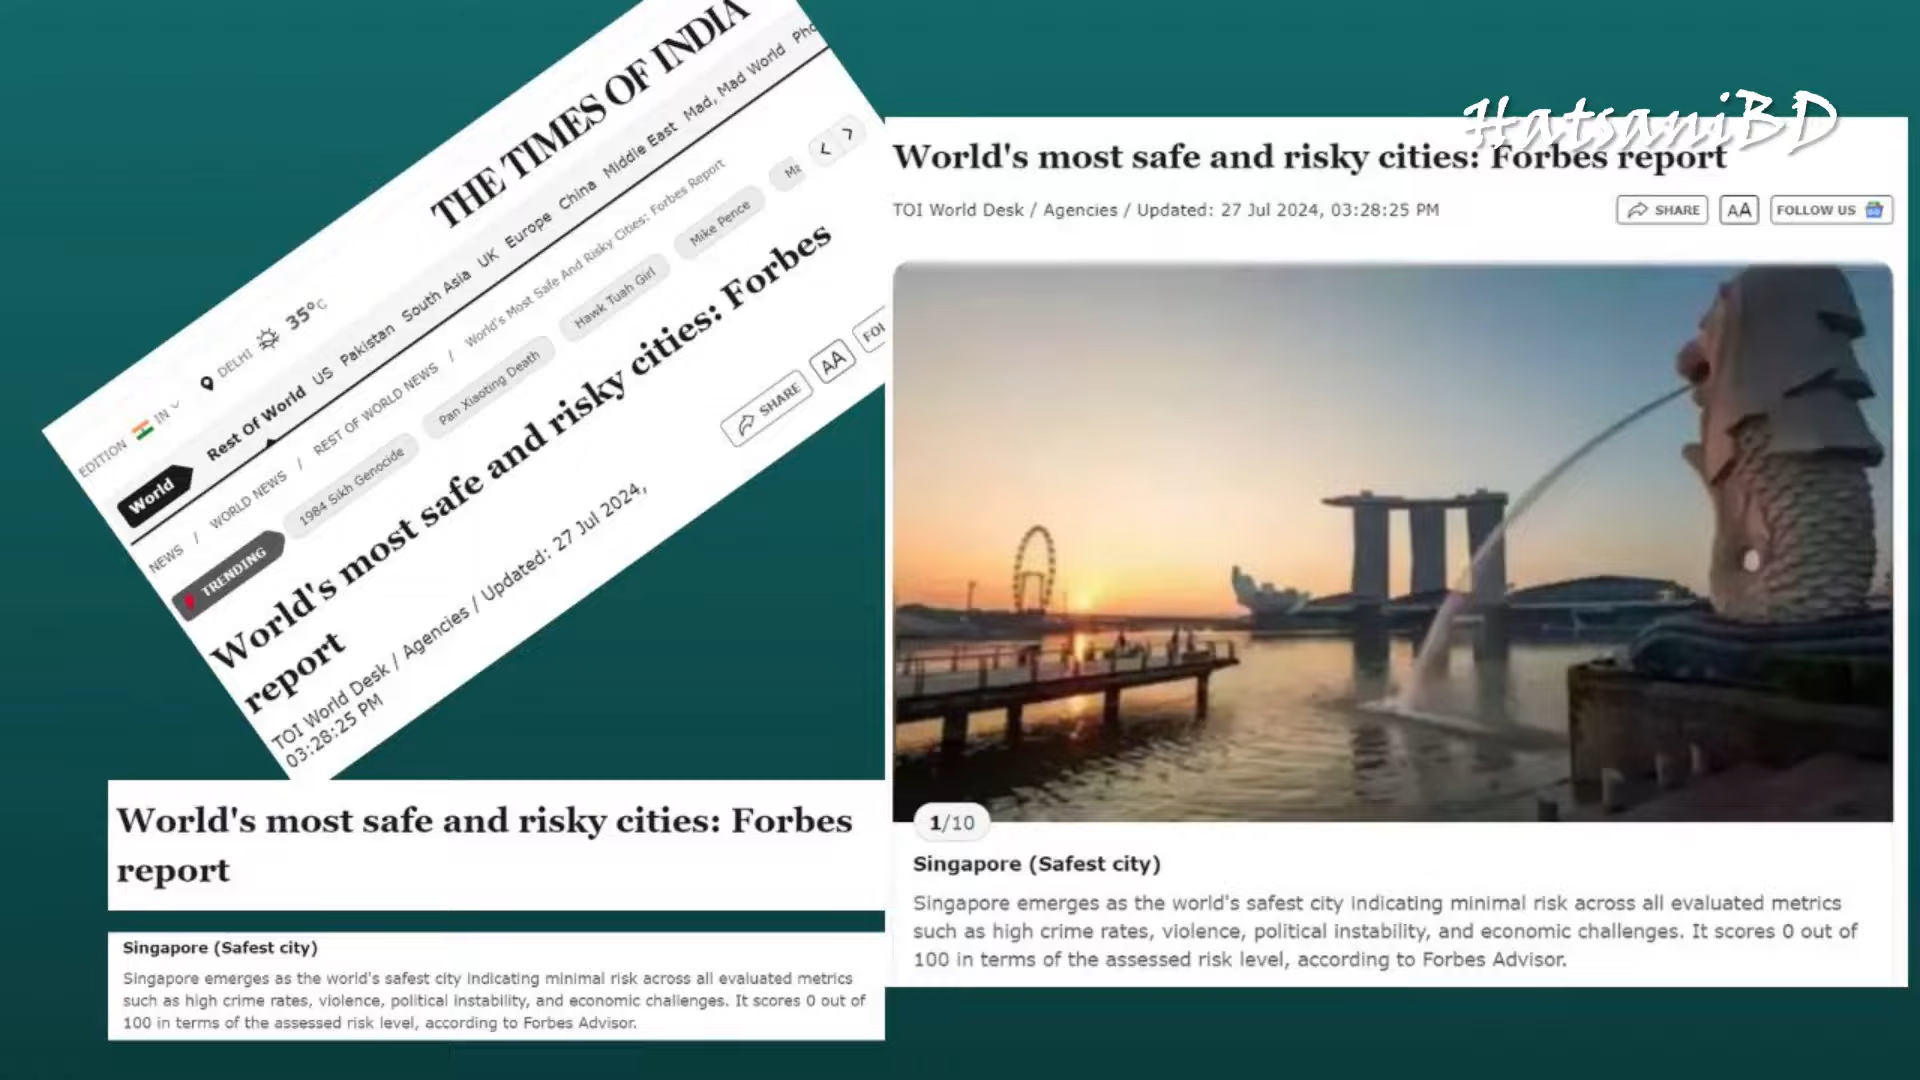 THE TIMES OF INDIA
EDITION IN DELHI 35°C
World Rest Of World US Pakistan South Asia UK Europe China Middle East Mad, Mad World
NEWS / WORLD NEWS / REST OF WORLD NEWS / World's Most Safe And Risky Cities: Forbes Report
TRENDING 1984 Sikh Genocide Pan Xiaoting Death Hawk Tuah Girl Mike Pence
World's most safe and risky cities: Forbes
report
TOI World Desk / Agencies / Updated: 27 Jul 2024,
03:28:25 PM
SHARE AA
World's most safe and risky cities: Forbes
report
Singapore (Safest city)
Singapore emerges as the world's safest city indicating minimal risk across all evaluated metrics
such as high crime rates, violence, political instability, and economic challenges. It scores 0 out of
100 in terms of the assessed risk level, according to Forbes Advisor.
HatsaniBD
World's most safe and risky cities: Forbes report
TOI World Desk / Agencies / Updated: 27 Jul 2024, 03:28:25 PM
SHARE AA FOLLOW US
1/10
Singapore (Safest city)
Singapore emerges as the world's safest city indicating minimal risk across all evaluated metrics
such as high crime rates, violence, political instability, and economic challenges. It scores 0 out of
100 in terms of the assessed risk level, according to Forbes Advisor.